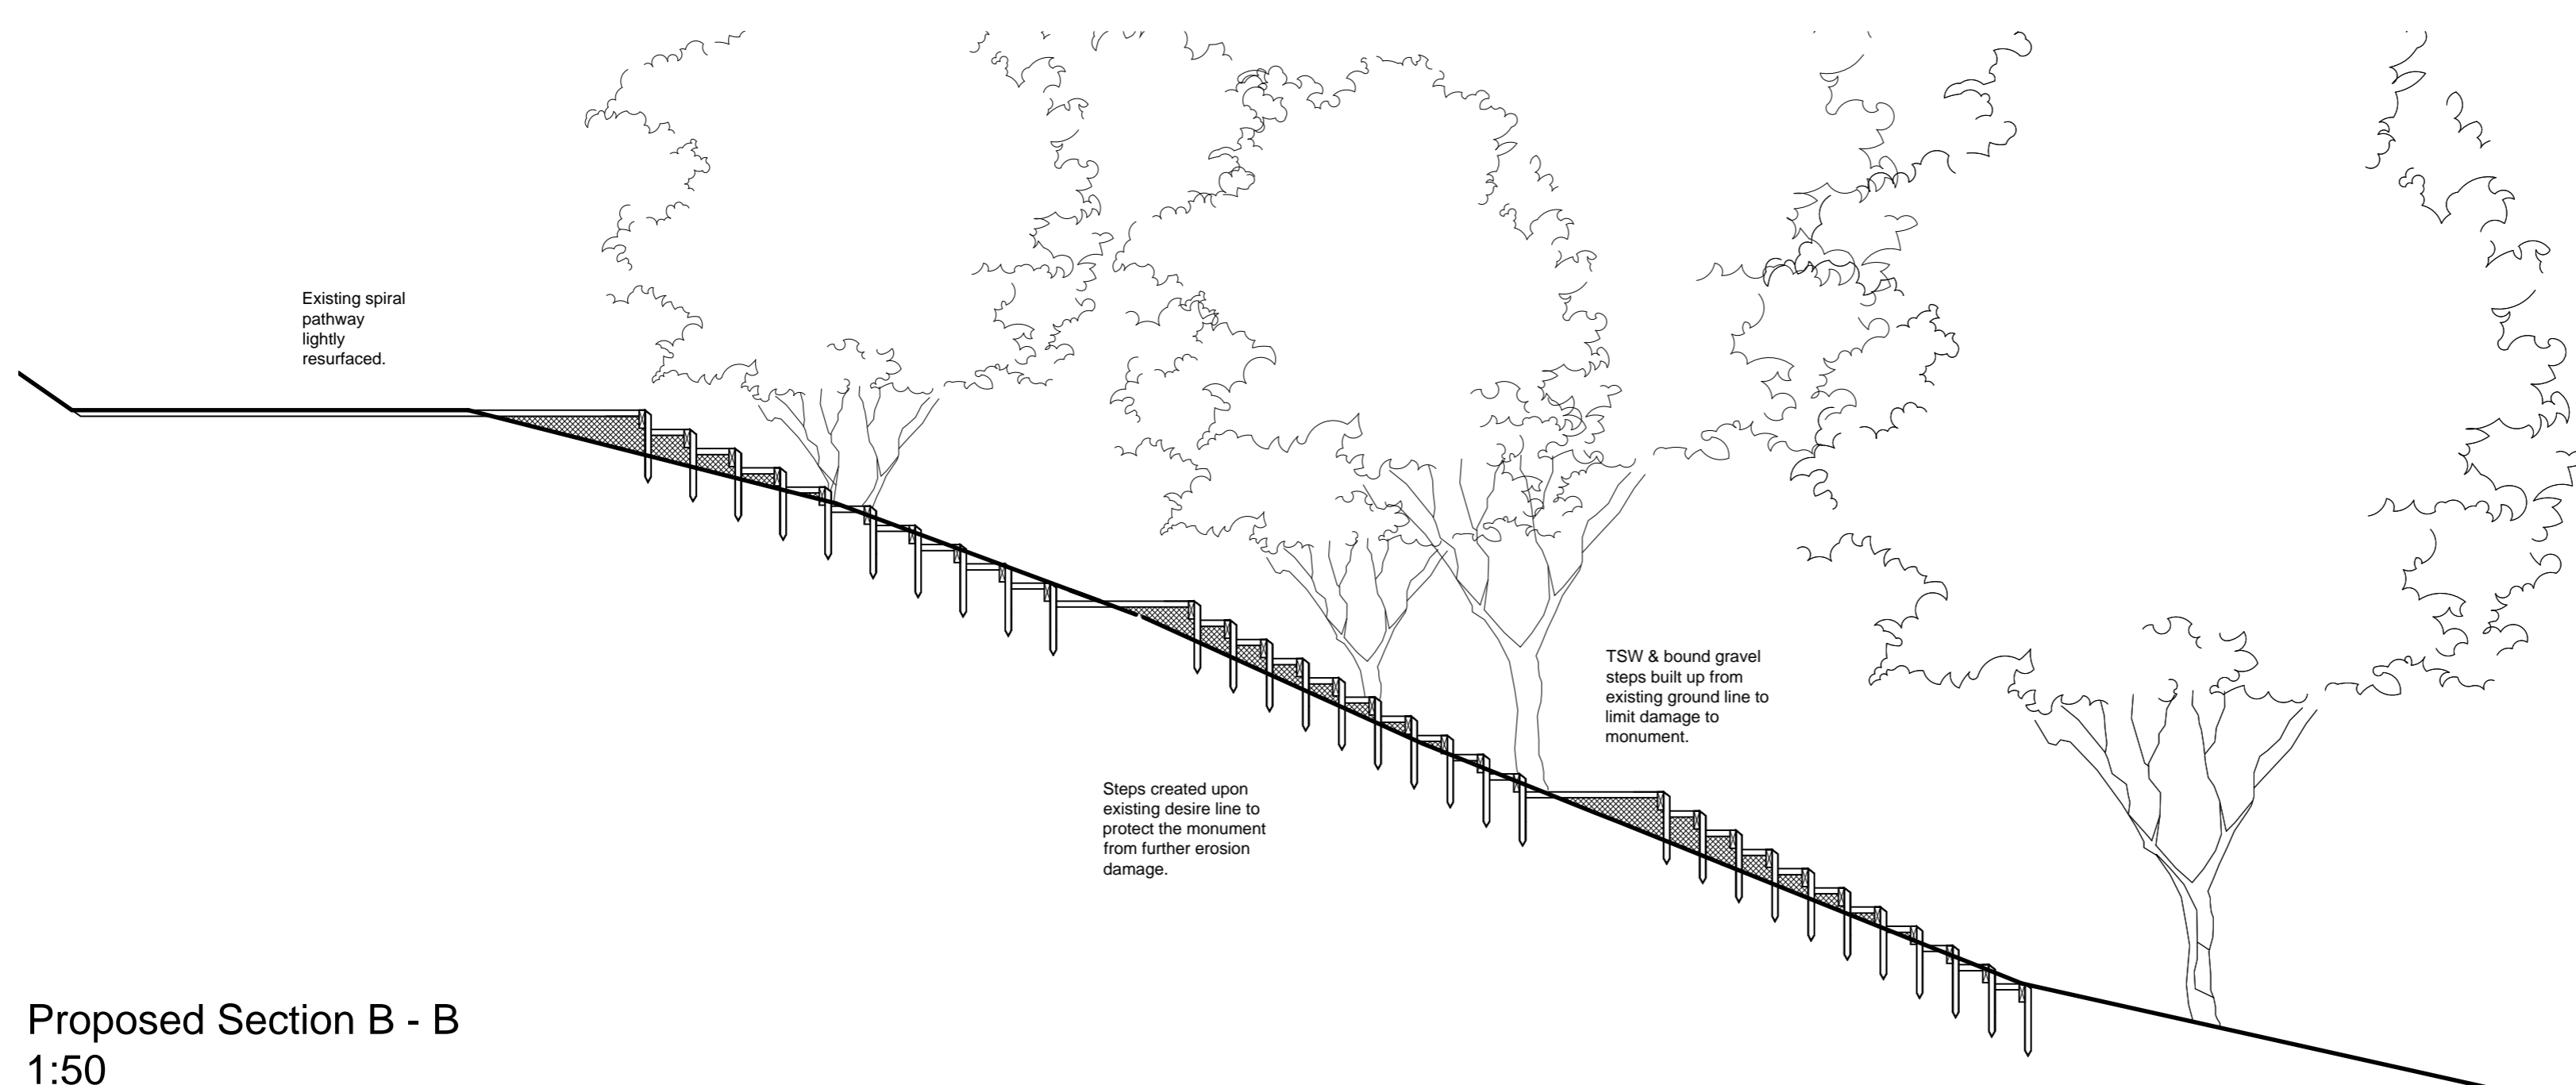 Existing spiral
pathway
lightly
resurfaced.
TSW & bound gravel
steps built up from
existing ground line to
limit damage to
monument.
Steps created upon
existing desire line to
protect the monument
from further erosion
damage.
Proposed Section B - B
1:50